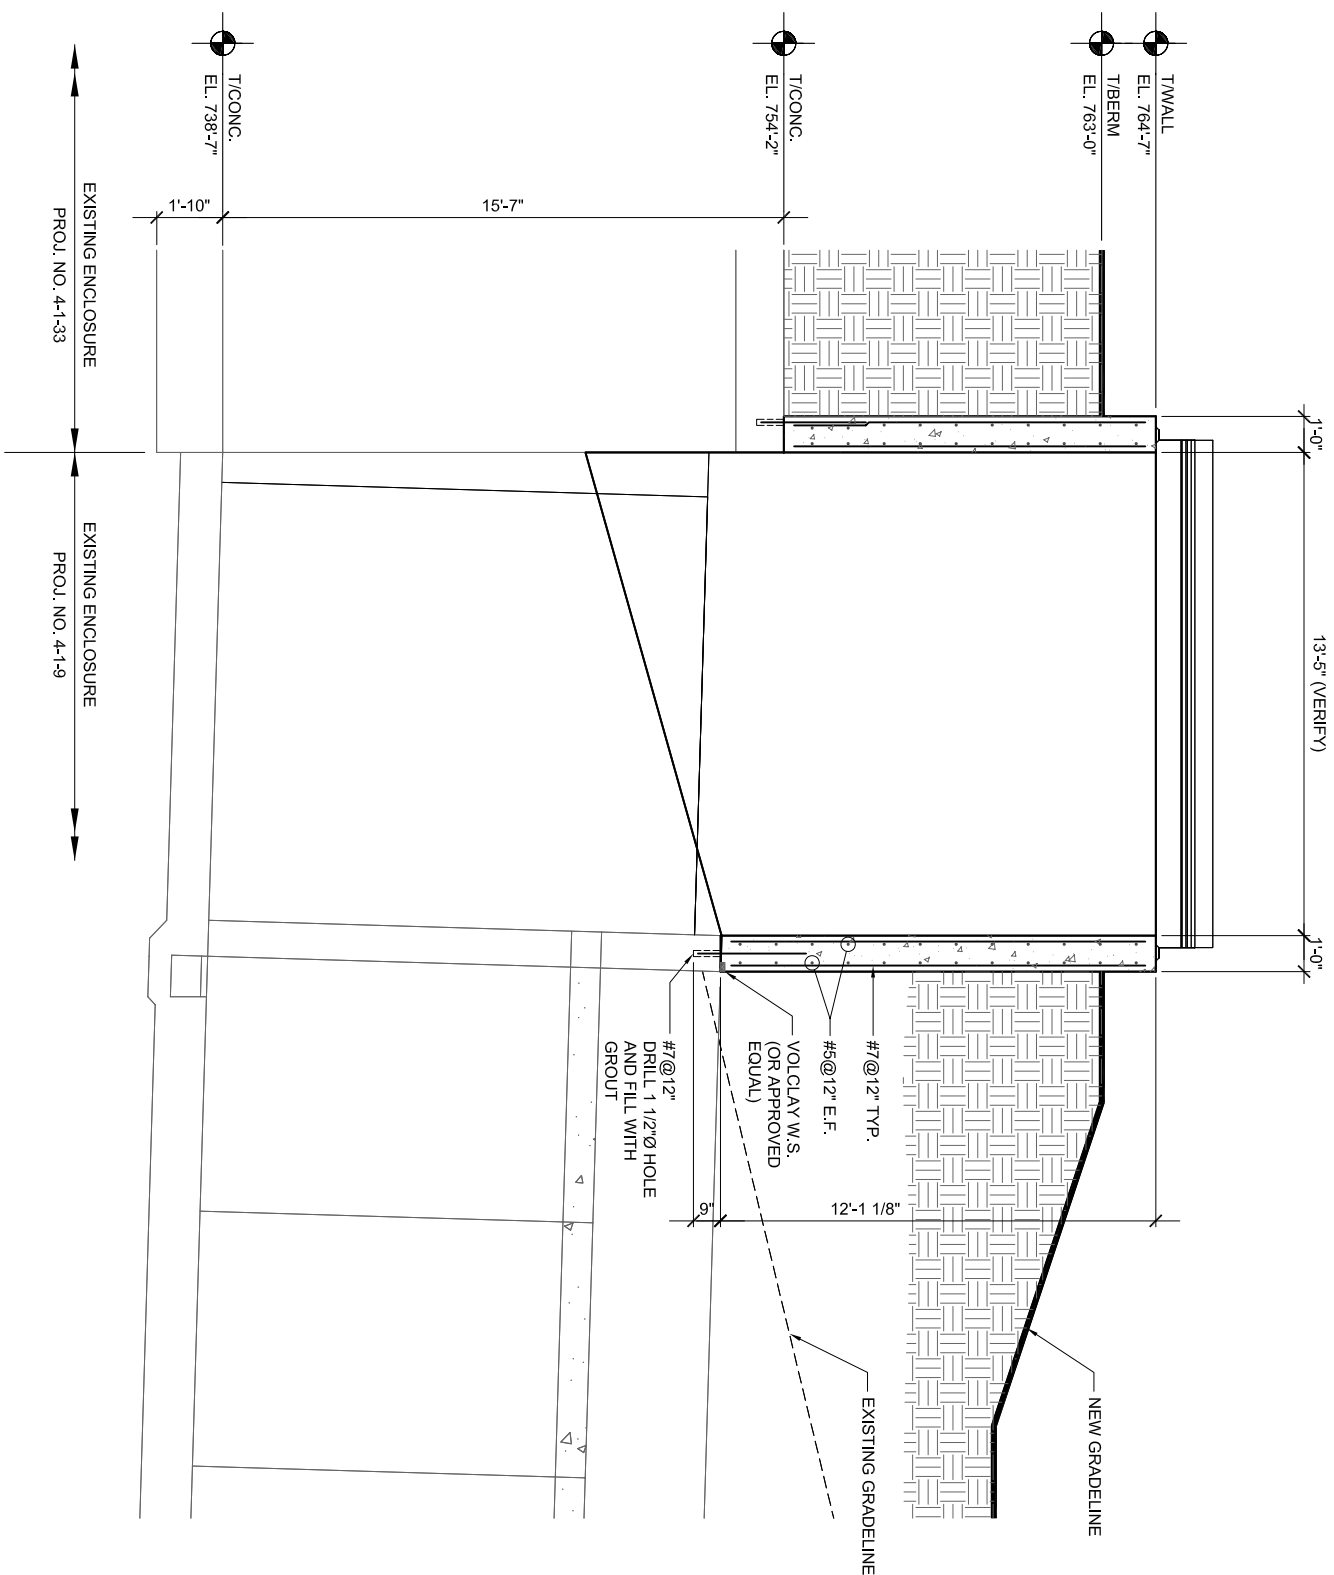 T/WALL
EL. 764'-7"
T/BERM
EL. 763'-0"
T/CONC.
EL. 754'-2"
T/CONC.
EL. 738'-7"
1'-10"
15'-7"
EXISTING ENCLOSURE
PROJ. NO. 4-1-33
EXISTING ENCLOSURE
PROJ. NO. 4-1-9
1'-0"
13'-5" (VERIFY)
1'-0"
#7@12" TYP.
#5@12" E.F.
VOLCLAY W.S.
(OR APPROVED
EQUAL)
#7@12"
DRILL 1 1/2"Ø HOLE
AND FILL WITH
GROUT
9"
12'-1 1/8"
NEW GRADELINE
EXISTING GRADELINE